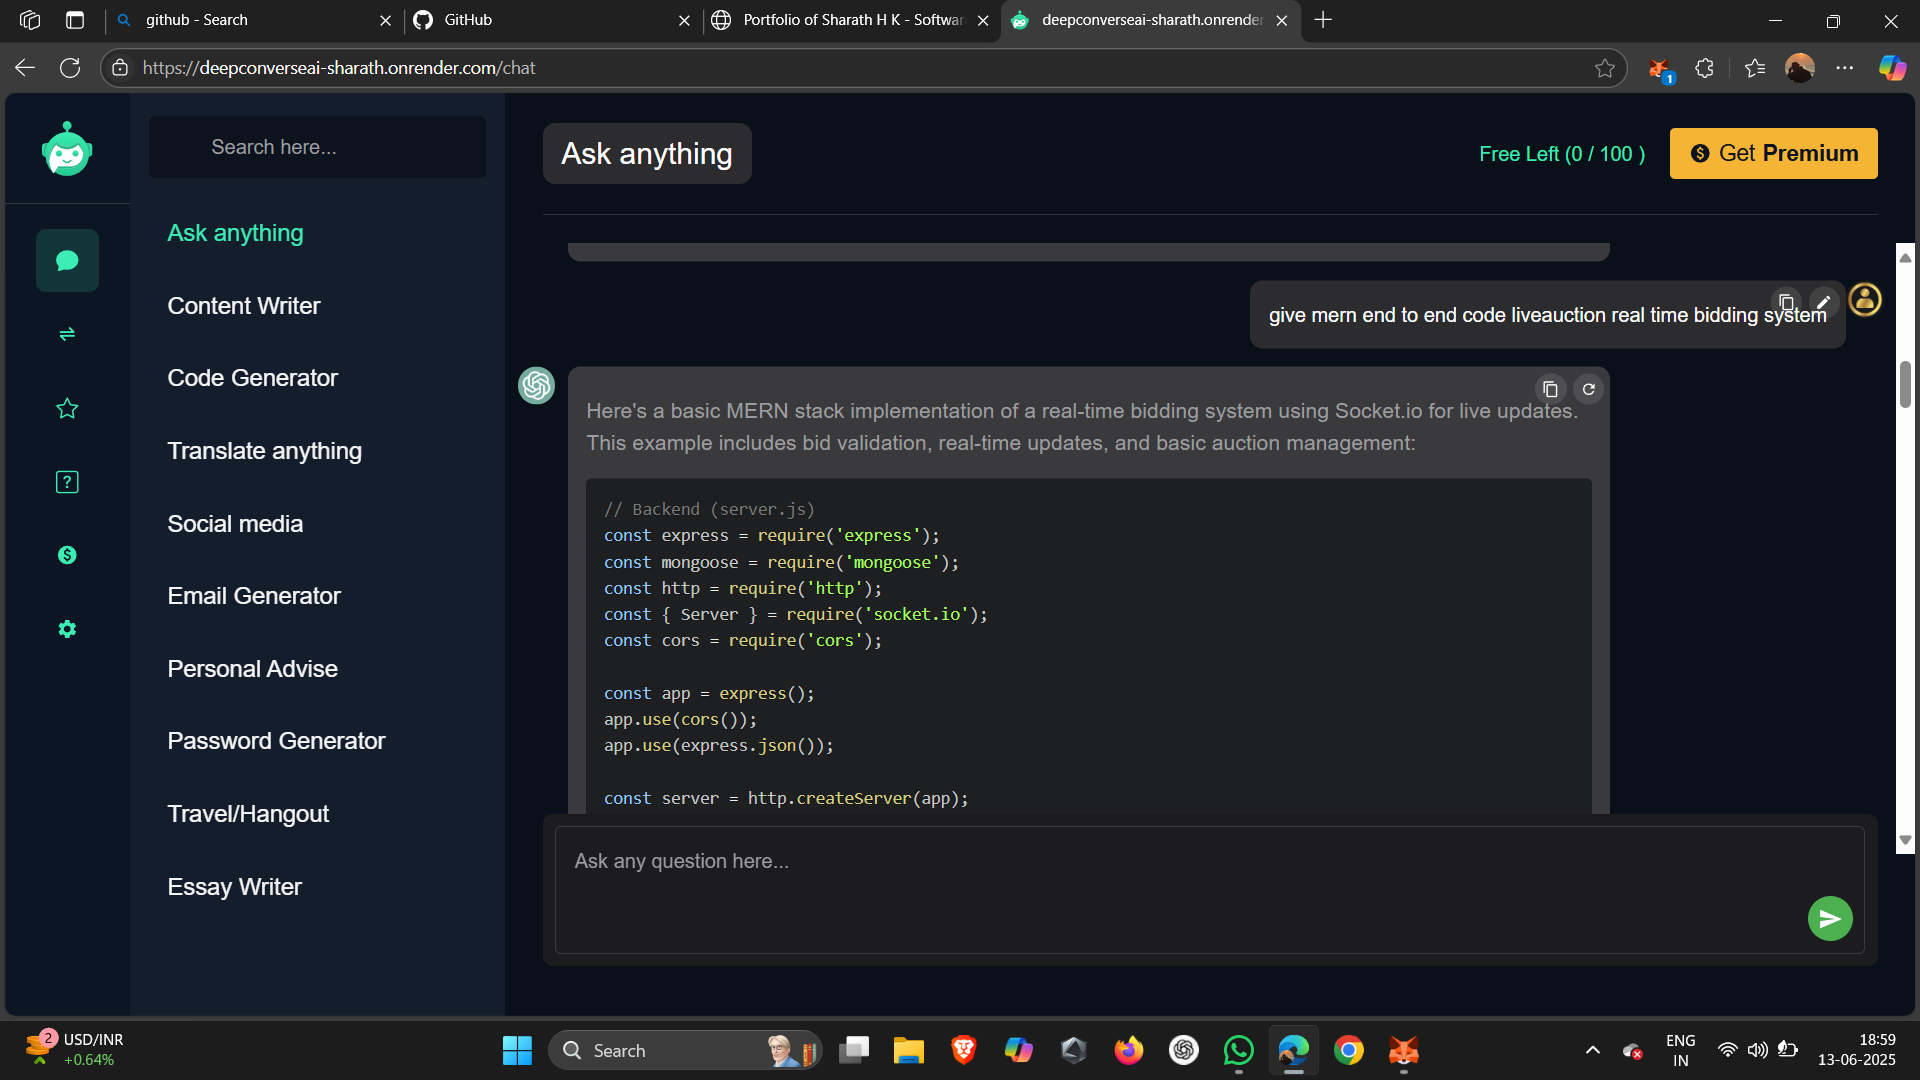 github - Search
GitHub
Portfolio of Sharath H K - Softwar
deepconverseai-sharath.onrender
https://deepconverseai-sharath.onrender.com/chat
1
Search here...
Ask anything
Content Writer
Code Generator
Translate anything
Social media
Email Generator
Personal Advise
Password Generator
Travel/Hangout
Essay Writer
Ask anything
Free Left (0 / 100 )
$ Get Premium
give mern end to end code liveauction real time bidding system
Here's a basic MERN stack implementation of a real-time bidding system using Socket.io for live updates.
This example includes bid validation, real-time updates, and basic auction management:
// Backend (server.js)
const express = require('express');
const mongoose = require('mongoose');
const http = require('http');
const { Server } = require('socket.io');
const cors = require('cors');
const app = express();
app.use(cors());
app.use(express.json());
const server = http.createServer(app);
Ask any question here...
2
USD/INR
+0.64%
Search
ENG
IN
18:59
13-06-2025